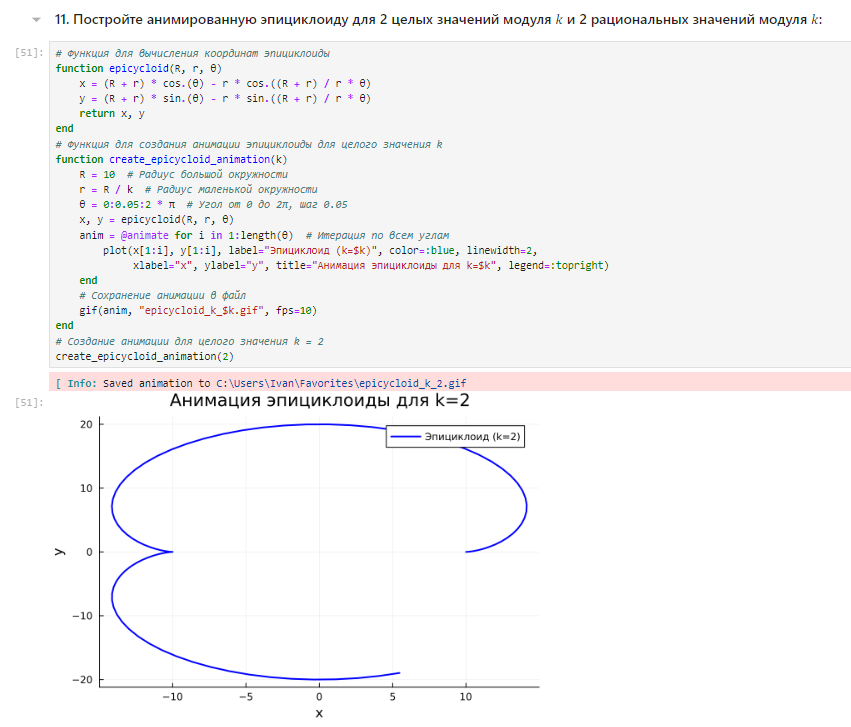 11. Постройте анимированную эпициклоиду для 2 целых значений модуля k и 2 рациональных значений модуля k:
[51]:
# Функция для вычисления координат эпициклоиды
function epicycloid(R, r, θ)
    x = (R + r) * cos.(θ) - r * cos.((R + r) / r * θ)
    y = (R + r) * sin.(θ) - r * sin.((R + r) / r * θ)
    return x, y
end
# Функция для создания анимации эпициклоиды для целого значения k
function create_epicycloid_animation(k)
    R = 10  # Радиус большой окружности
    r = R / k  # Радиус маленькой окружности
    θ = 0:0.05:2 * π  # Угол от 0 до 2π, шаг 0.05
    x, y = epicycloid(R, r, θ)
    anim = @animate for i in 1:length(θ)  # Итерация по всем углам
        plot(x[1:i], y[1:i], label="Эпициклоид (k=$k)", color=:blue, linewidth=2,
             xlabel="x", ylabel="y", title="Анимация эпициклоиды для k=$k", legend=:topright)
    end
    # Сохранение анимации в файл
    gif(anim, "epicycloid_k_$k.gif", fps=10)
end
# Создание анимации для целого значения k = 2
create_epicycloid_animation(2)
[ Info: Saved animation to C:\Users\Ivan\Favorites\epicycloid_k_2.gif
[51]:
Анимация эпициклоиды для k=2
Эпициклоид (k=2)
20
10
0
−10
−20
y
−10 −5 0 5 10
x